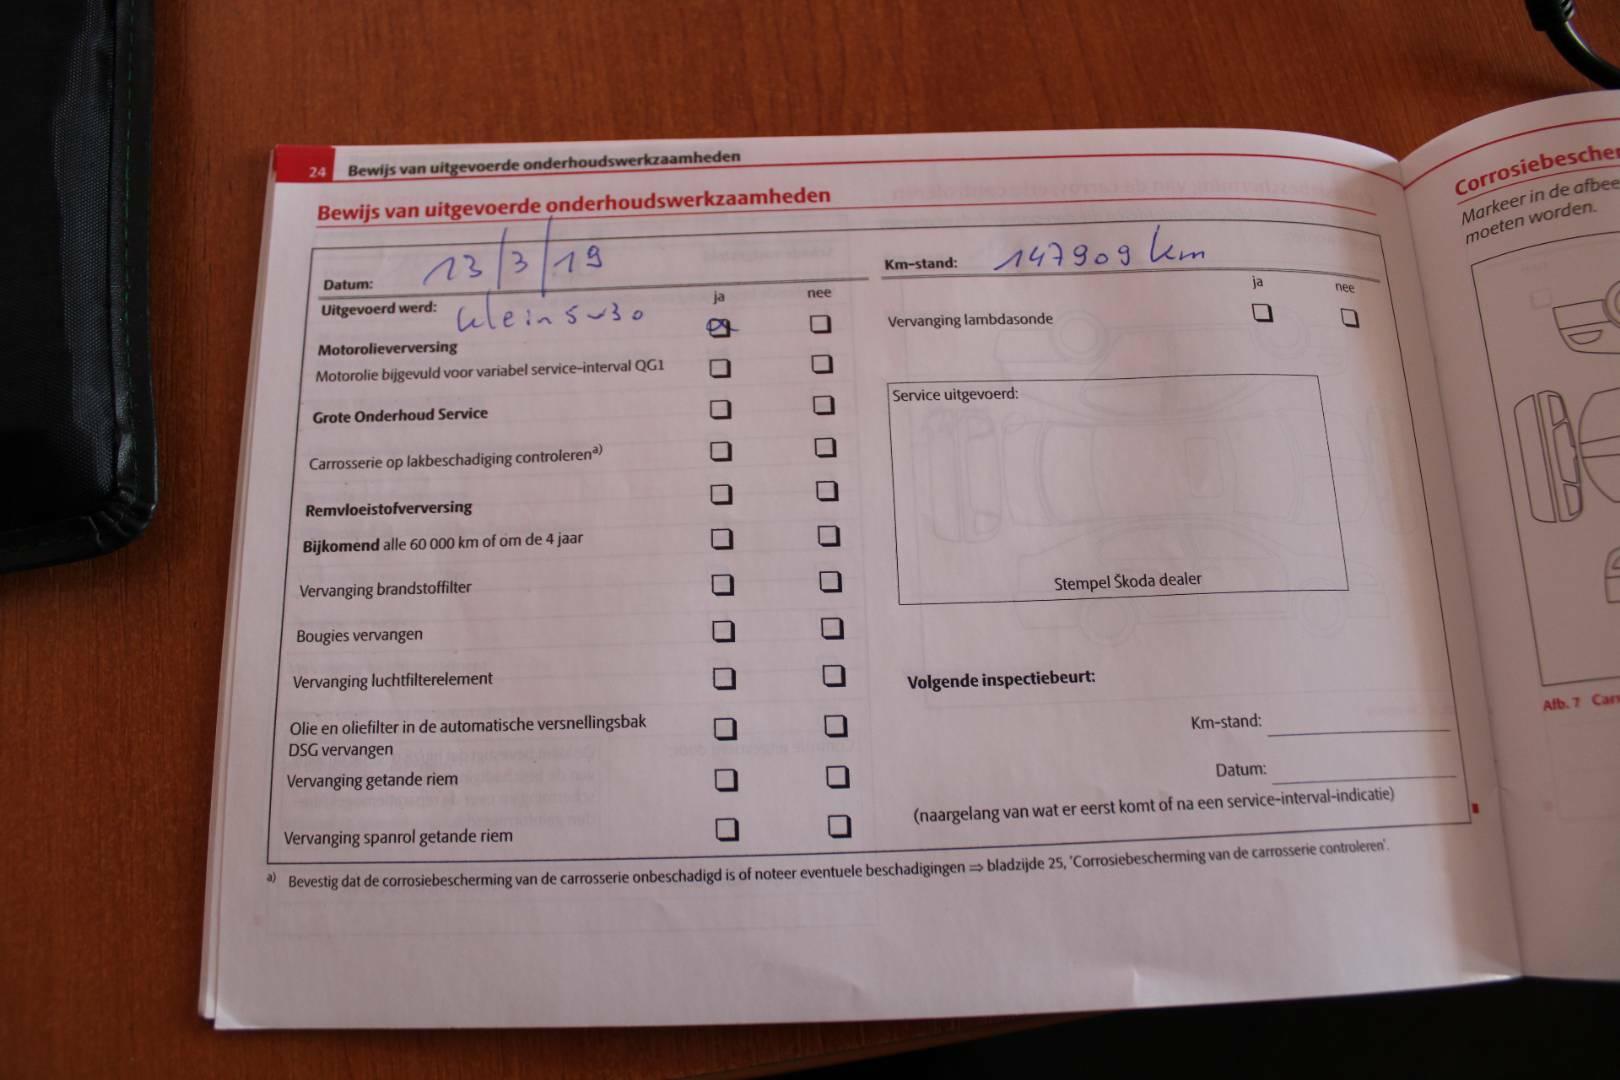 24 Bewijs van uitgevoerde onderhoudswerkzaamheden
Bewijs van uitgevoerde onderhoudswerkzaamheden
Datum: 13/3/19
Uitgevoerd werd: klein 5w30
ja nee
Motorolieverversing
Motorolie bijgevuld voor variabel service-interval QG1
Grote Onderhoud Service
Carrosserie op lakbeschadiging controleren a)
Remvloeistofverversing
Bijkomend alle 60 000 km of om de 4 jaar
Vervanging brandstoffilter
Bougies vervangen
Vervanging luchtfilterelement
Olie en oliefilter in de automatische versnellingsbak
DSG vervangen
Vervanging getande riem
Vervanging spanrol getande riem
Km-stand: 147909 km
ja nee
Vervanging lambdasonde
Service uitgevoerd:
Stempel Škoda dealer
Volgende inspectiebeurt:
Km-stand:
Datum:
(naargelang van wat er eerst komt of na een service-interval-indicatie)
a) Bevestig dat de corrosiebescherming van de carrosserie onbeschadigd is of noteer eventuele beschadigingen ⇒ bladzijde 25, 'Corrosiebescherming van de carrosserie controleren'.
Markeer in de
moeten worden.
Afb. 7